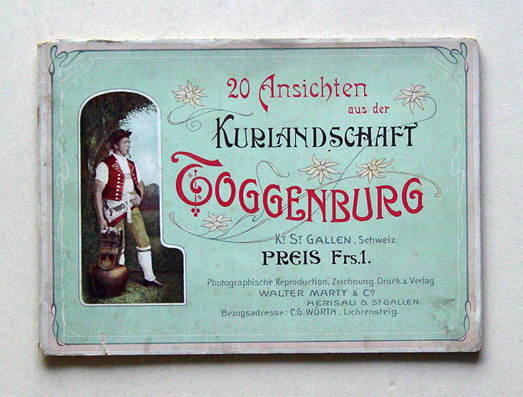 20 Ansichten
aus der
KURLANDSCHAFT
TOGGENBURG
KT. ST. GALLEN, Schweiz.
PREIS Frs. 1.
Photographische Reproduction, Zeichnung Druck & Verlag
WALTER MARTY & Co
HERISAU & ST. GALLEN.
Bezugsadresse: C.G. WÜRTH, Lichtensteig.